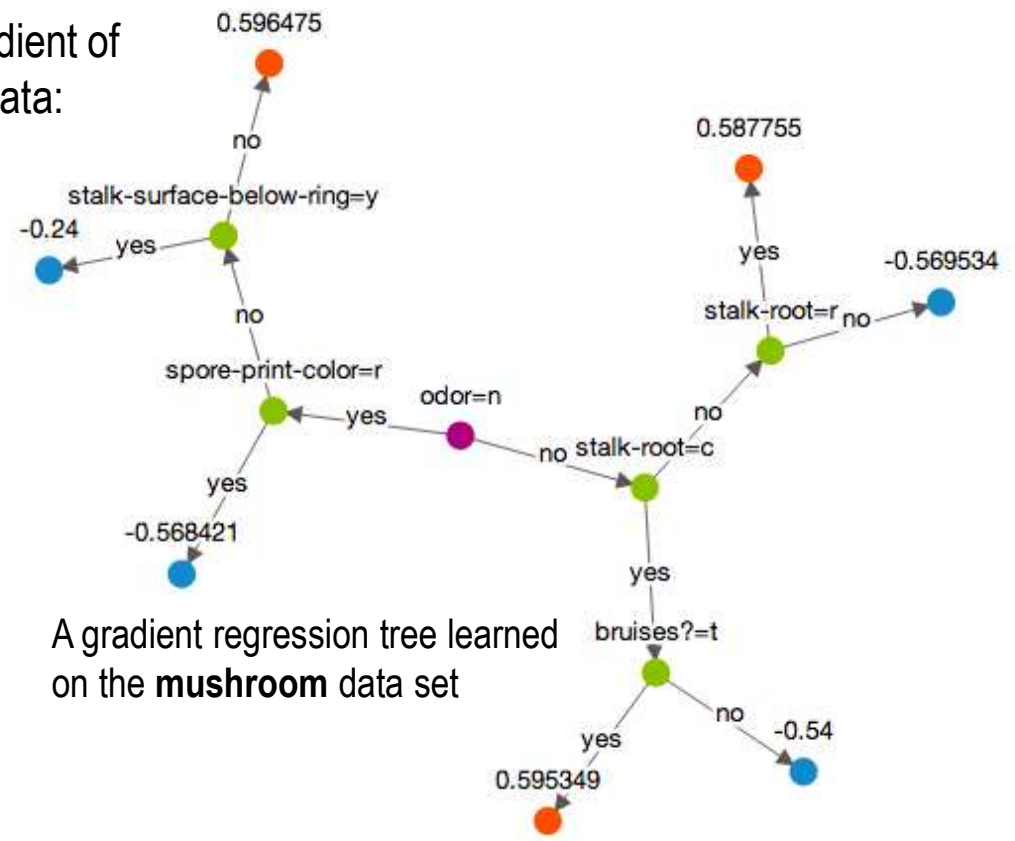 dient of
ata:
0.596475
no
stalk-surface-below-ring=y
-0.24
yes
no
spore-print-color=r
yes
-0.568421
odor=n
yes
no
stalk-root=c
no
0.587755
yes
-0.569534
stalk-root=r
no
yes
bruises?=t
no
-0.54
yes
0.595349
A gradient regression tree learned
on the mushroom data set